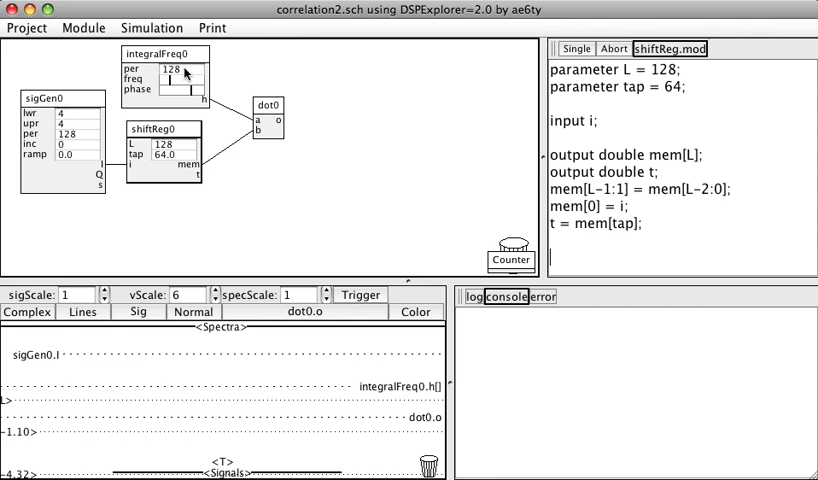 correlation2.sch using DSPExplorer=2.0 by ae6ty
Project Module Simulation Print
integralFreq0
per 128
freq
phase
h
sigGen0
lwr 4
upr 4
per 128
inc 0
ramp 0.0
I
Q
s
shiftReg0
L 128
tap 64.0
i mem
t
dot0
a o
b
Counter
Single Abort shiftReg.mod
parameter L = 128;
parameter tap = 64;
input i;
output double mem[L];
output double t;
mem[L-1:1] = mem[L-2:0];
mem[0] = i;
t = mem[tap];
sigScale: 1 vScale: 6 specScale: 1 Trigger
Complex Lines Sig Normal dot0.o Color
<Spectra>
sigGen0.I
integralFreq0.h[]
L>
dot0.o
-1.10>
<T>
-4.32> <Signals>
log console error